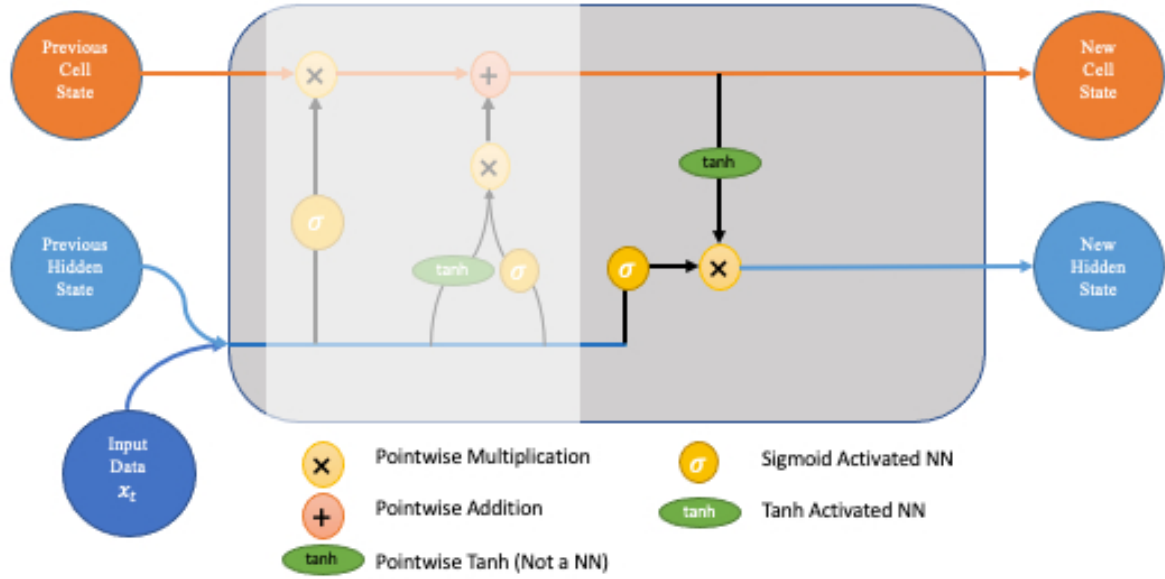 Previous
Cell
State
New
Cell
State
×
+
tanh
×
σ
Previous
Hidden
State
tanh
σ
σ
×
New
Hidden
State
Input
Data
x_t
× Pointwise Multiplication
σ Sigmoid Activated NN
+ Pointwise Addition
tanh Tanh Activated NN
tanh Pointwise Tanh (Not a NN)